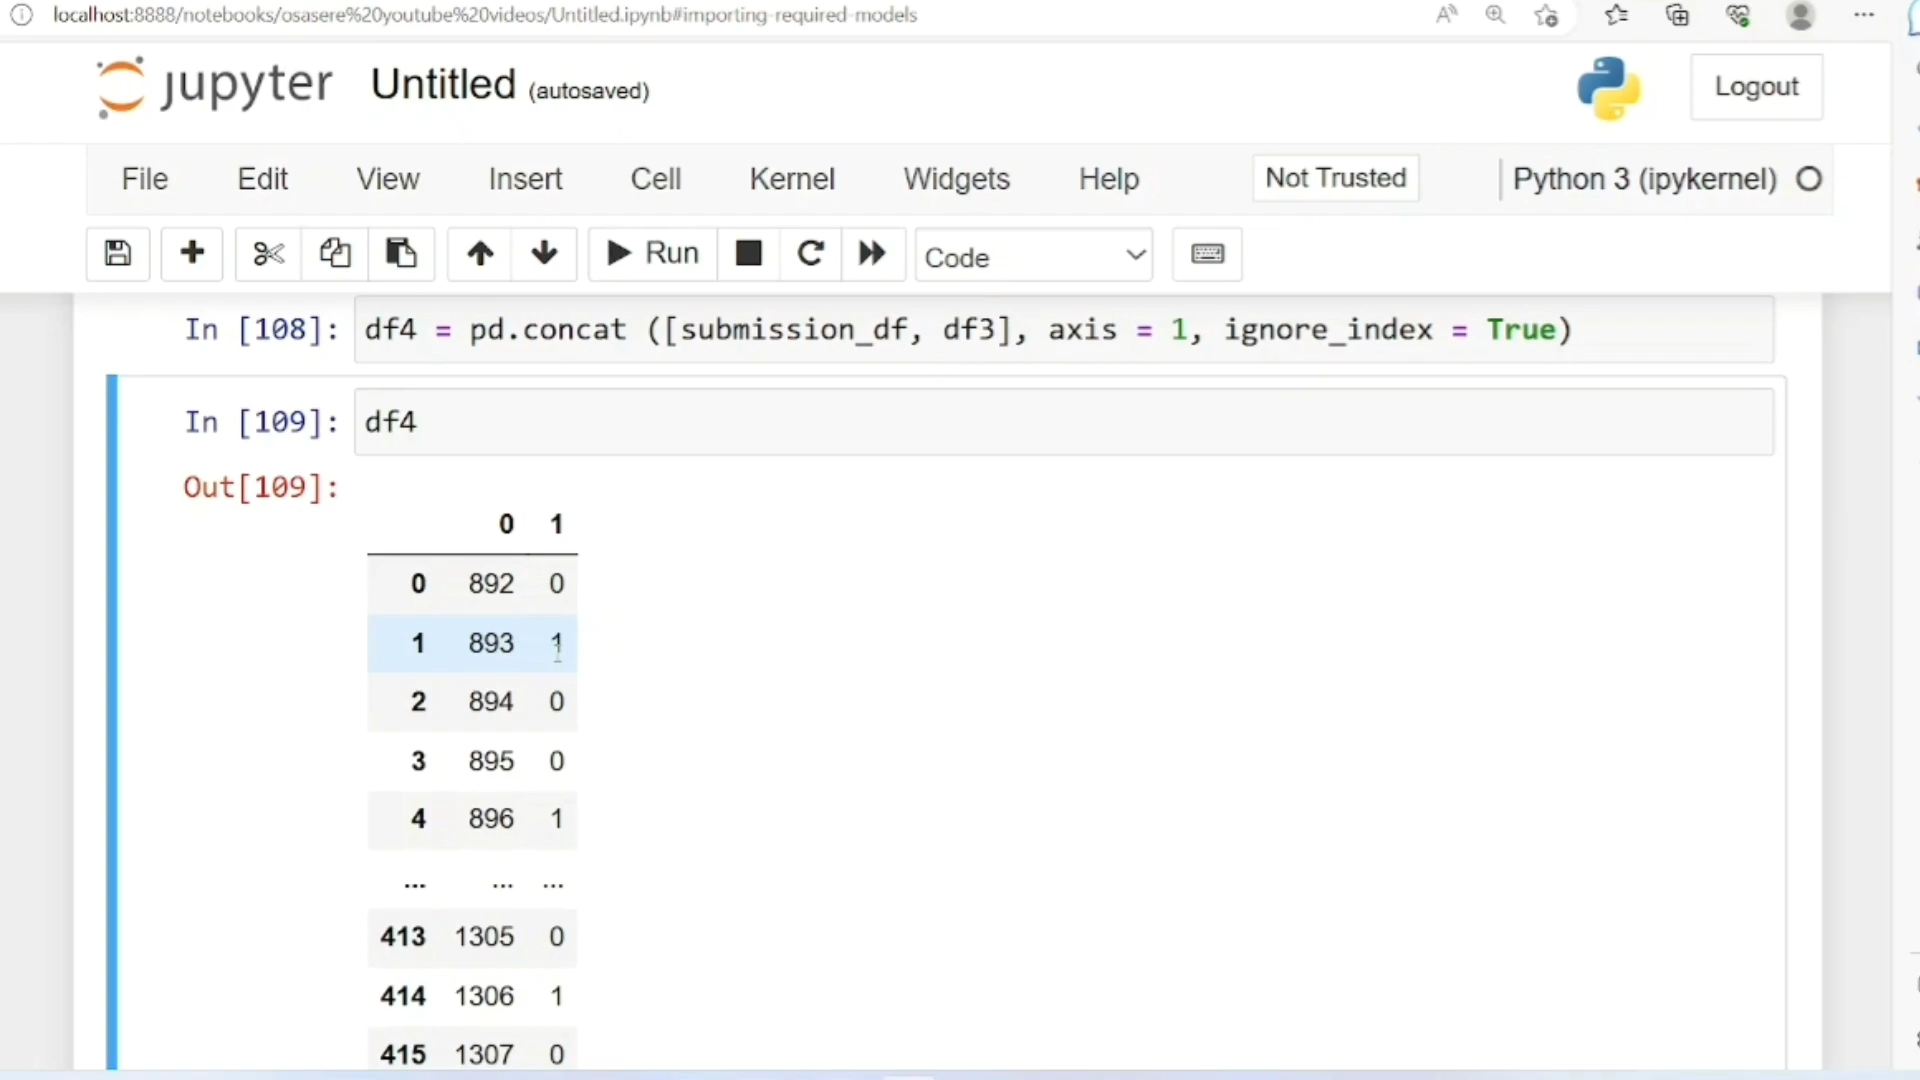 localhost:8888/notebooks/osasere%20youtube%20videos/Untitled.ipynb#importing-required-models
jupyter Untitled (autosaved)
Logout
File Edit View Insert Cell Kernel Widgets Help Not Trusted Python 3 (ipykernel)
Run Code
In [108]: df4 = pd.concat ([submission_df, df3], axis = 1, ignore_index = True)
In [109]: df4
Out[109]:
0 1
0 892 0
1 893 1
2 894 0
3 895 0
4 896 1
... ... ...
413 1305 0
414 1306 1
415 1307 0